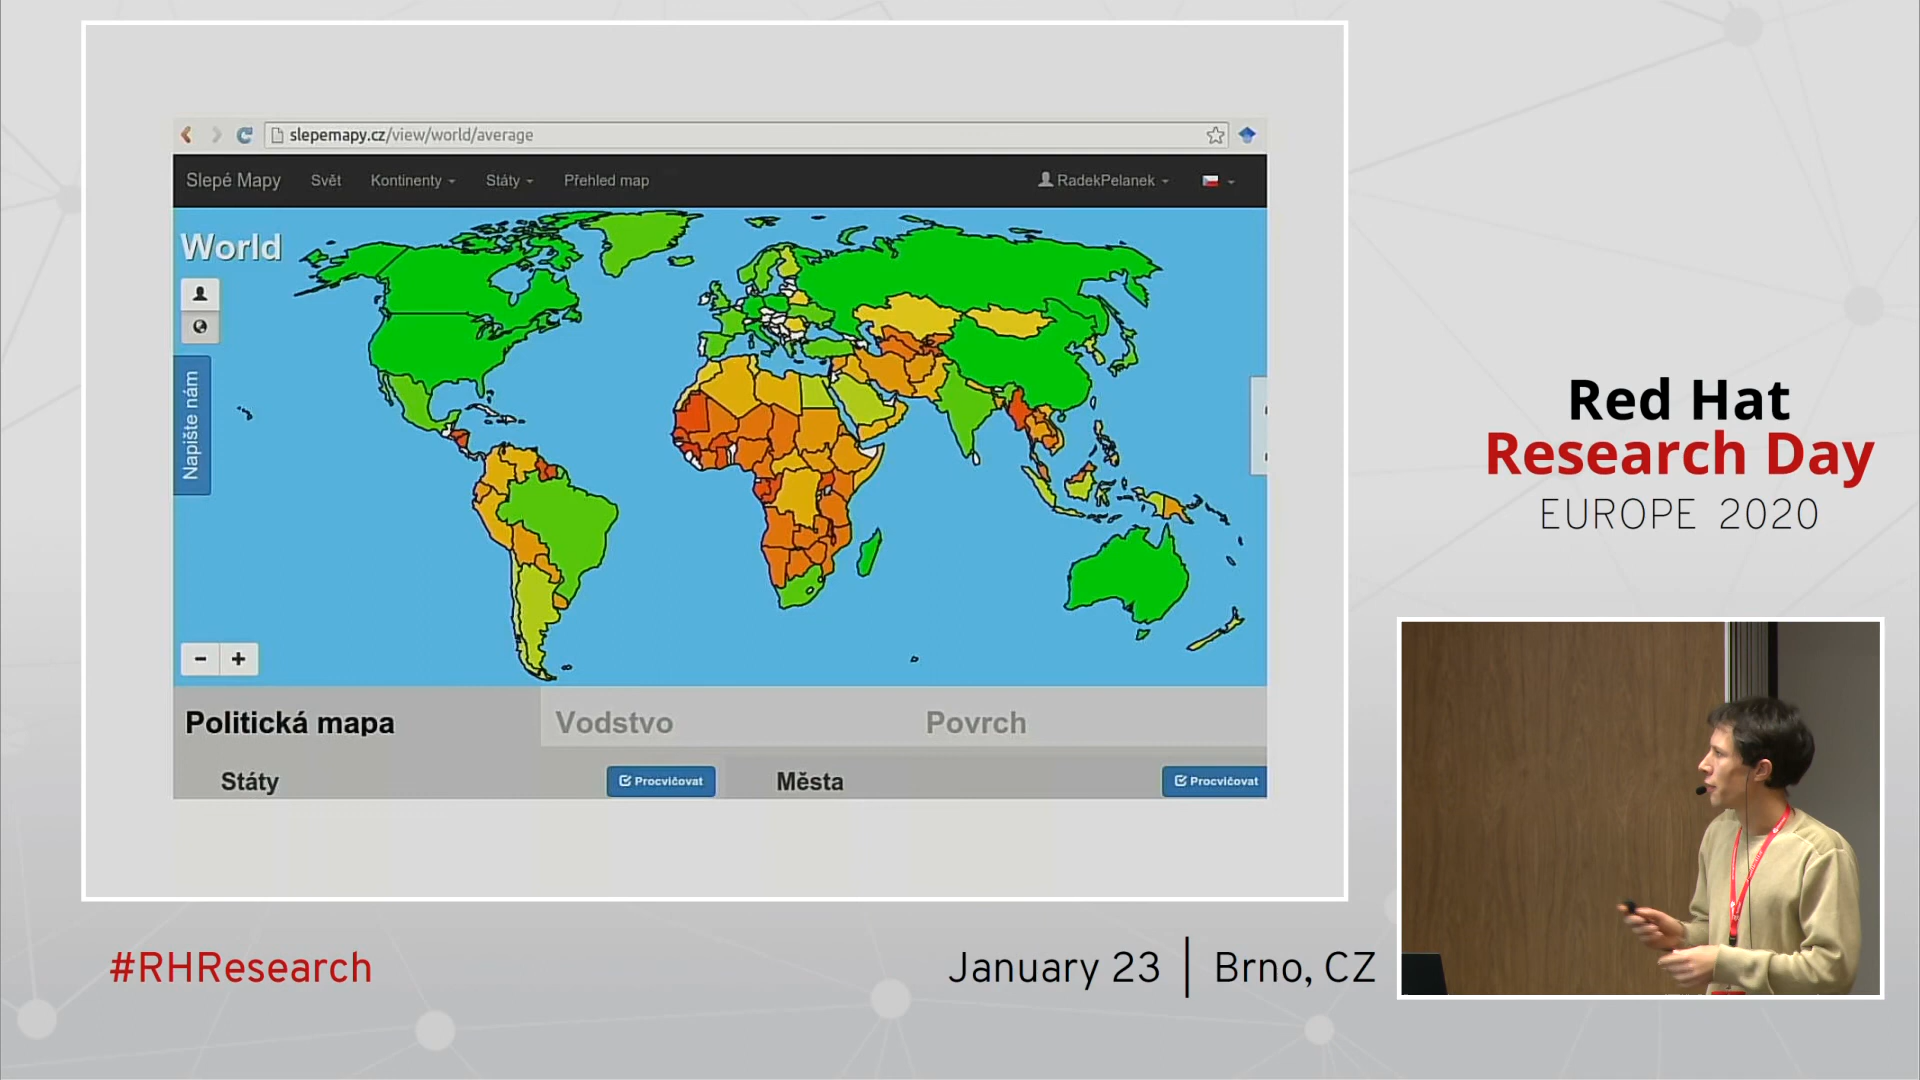 slepemapy.cz/view/world/average
Slepé Mapy Svět Kontinenty Státy Přehled map RadekPelanek
World
Napište nám
Politická mapa Vodstvo Povrch
Státy Procvičovat Města Procvičovat
Red Hat
Research Day
EUROPE 2020
#RHResearch
January 23 | Brno, CZ